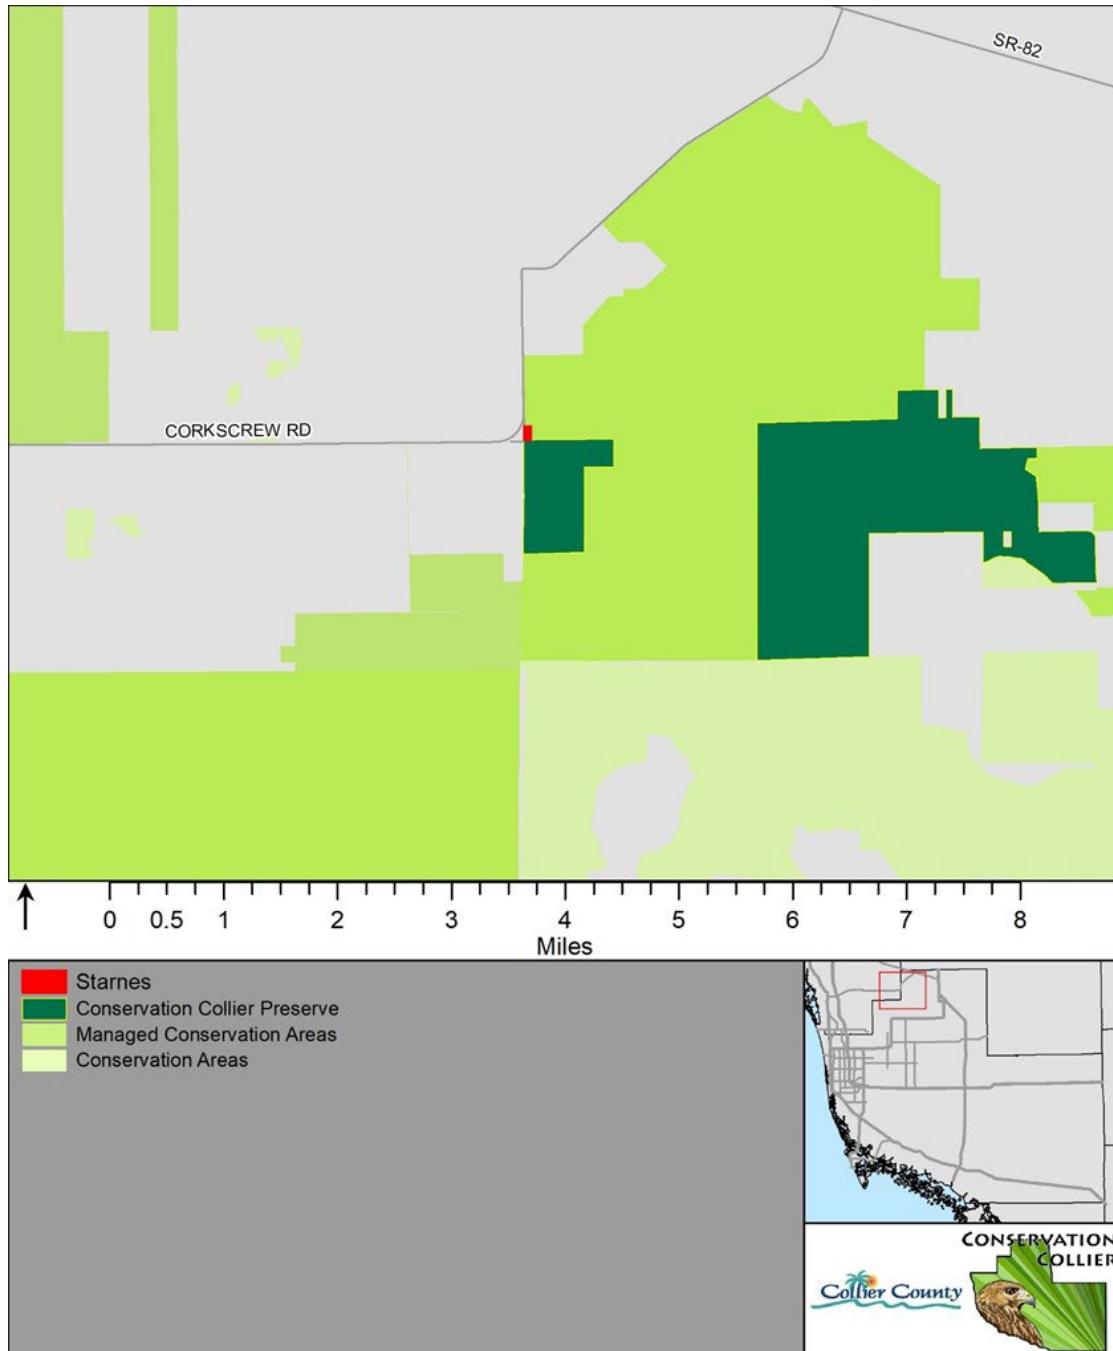 SR-82
CORKSCREW RD
0 0.5 1 2 3 4 5 6 7 8
Miles
Starnes
Conservation Collier Preserve
Managed Conservation Areas
Conservation Areas
CONSERVATION
COLLIER
Collier County